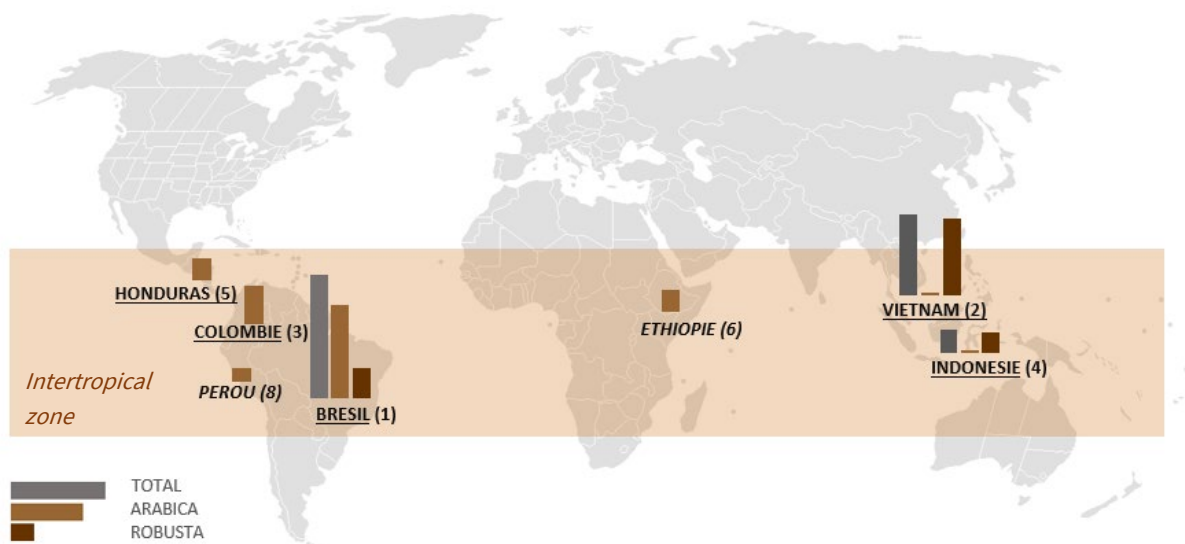 HONDURAS (5)
COLOMBIE (3)
PEROU (8)
BRESIL (1)
ETHIOPIE (6)
VIETNAM (2)
INDONESIE (4)
Intertropical
zone
TOTAL
ARABICA
ROBUSTA